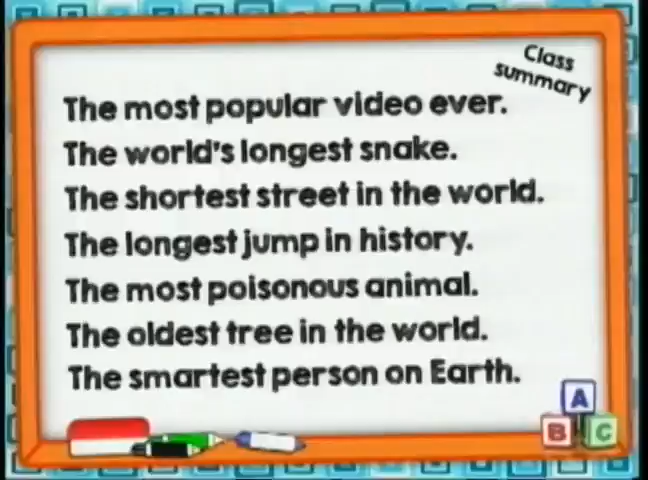 Class
summary
The most popular video ever.
The world's longest snake.
The shortest street in the world.
The longest jump in history.
The most poisonous animal.
The oldest tree in the world.
The smartest person on Earth.
A
B C